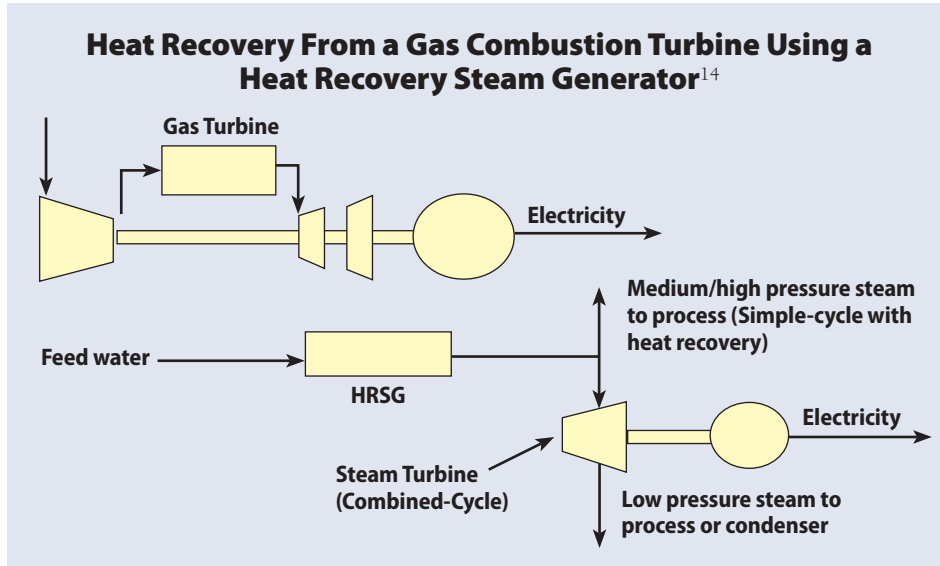 Heat Recovery From a Gas Combustion Turbine Using a
Heat Recovery Steam Generator14
Gas Turbine
Electricity
Medium/high pressure steam
to process (Simple-cycle with
heat recovery)
Feed water
HRSG
Electricity
Steam Turbine
(Combined-Cycle)
Low pressure steam to
process or condenser